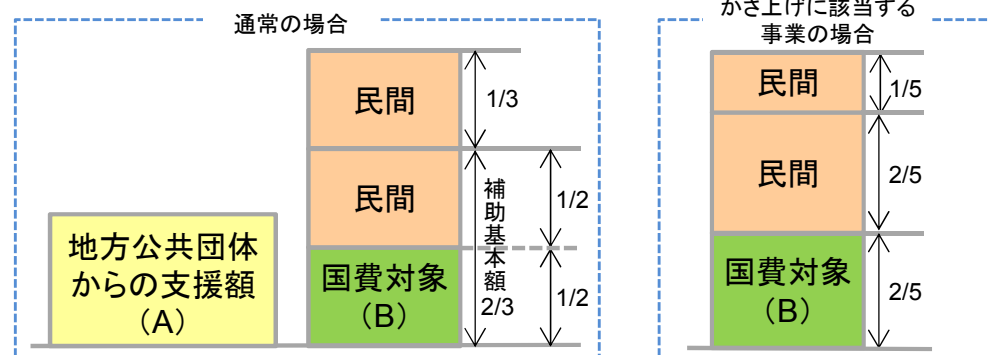 通常の場合
民間
1/3
民間
補助基本額
2/3
1/2
国費対象
（B）
1/2
地方公共団体
からの支援額
（A）
かさ上げに該当する
事業の場合
民間
1/5
民間
2/5
国費対象
（B）
2/5